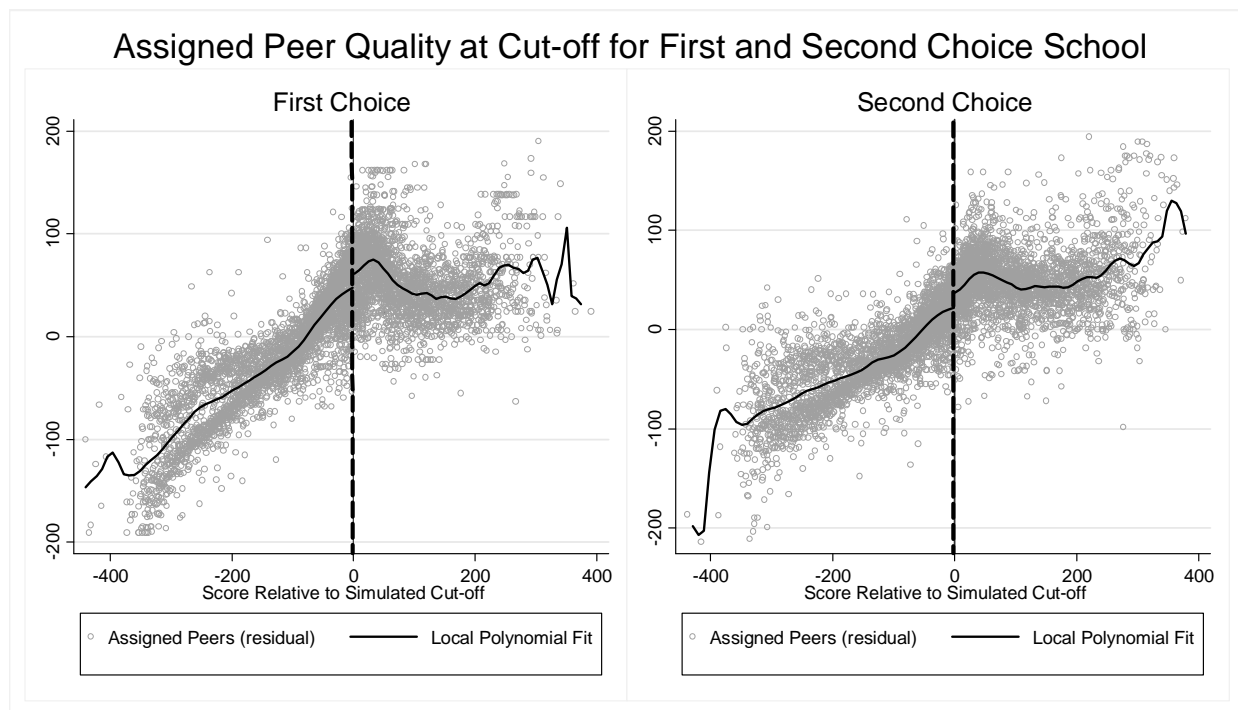 Assigned Peer Quality at Cut-off for First and Second Choice School
First Choice
200
100
0
-100
-200
-400 -200 0 200 400
Score Relative to Simulated Cut-off
Assigned Peers (residual) Local Polynomial Fit
Second Choice
200
100
0
-100
-200
-400 -200 0 200 400
Score Relative to Simulated Cut-off
Assigned Peers (residual) Local Polynomial Fit